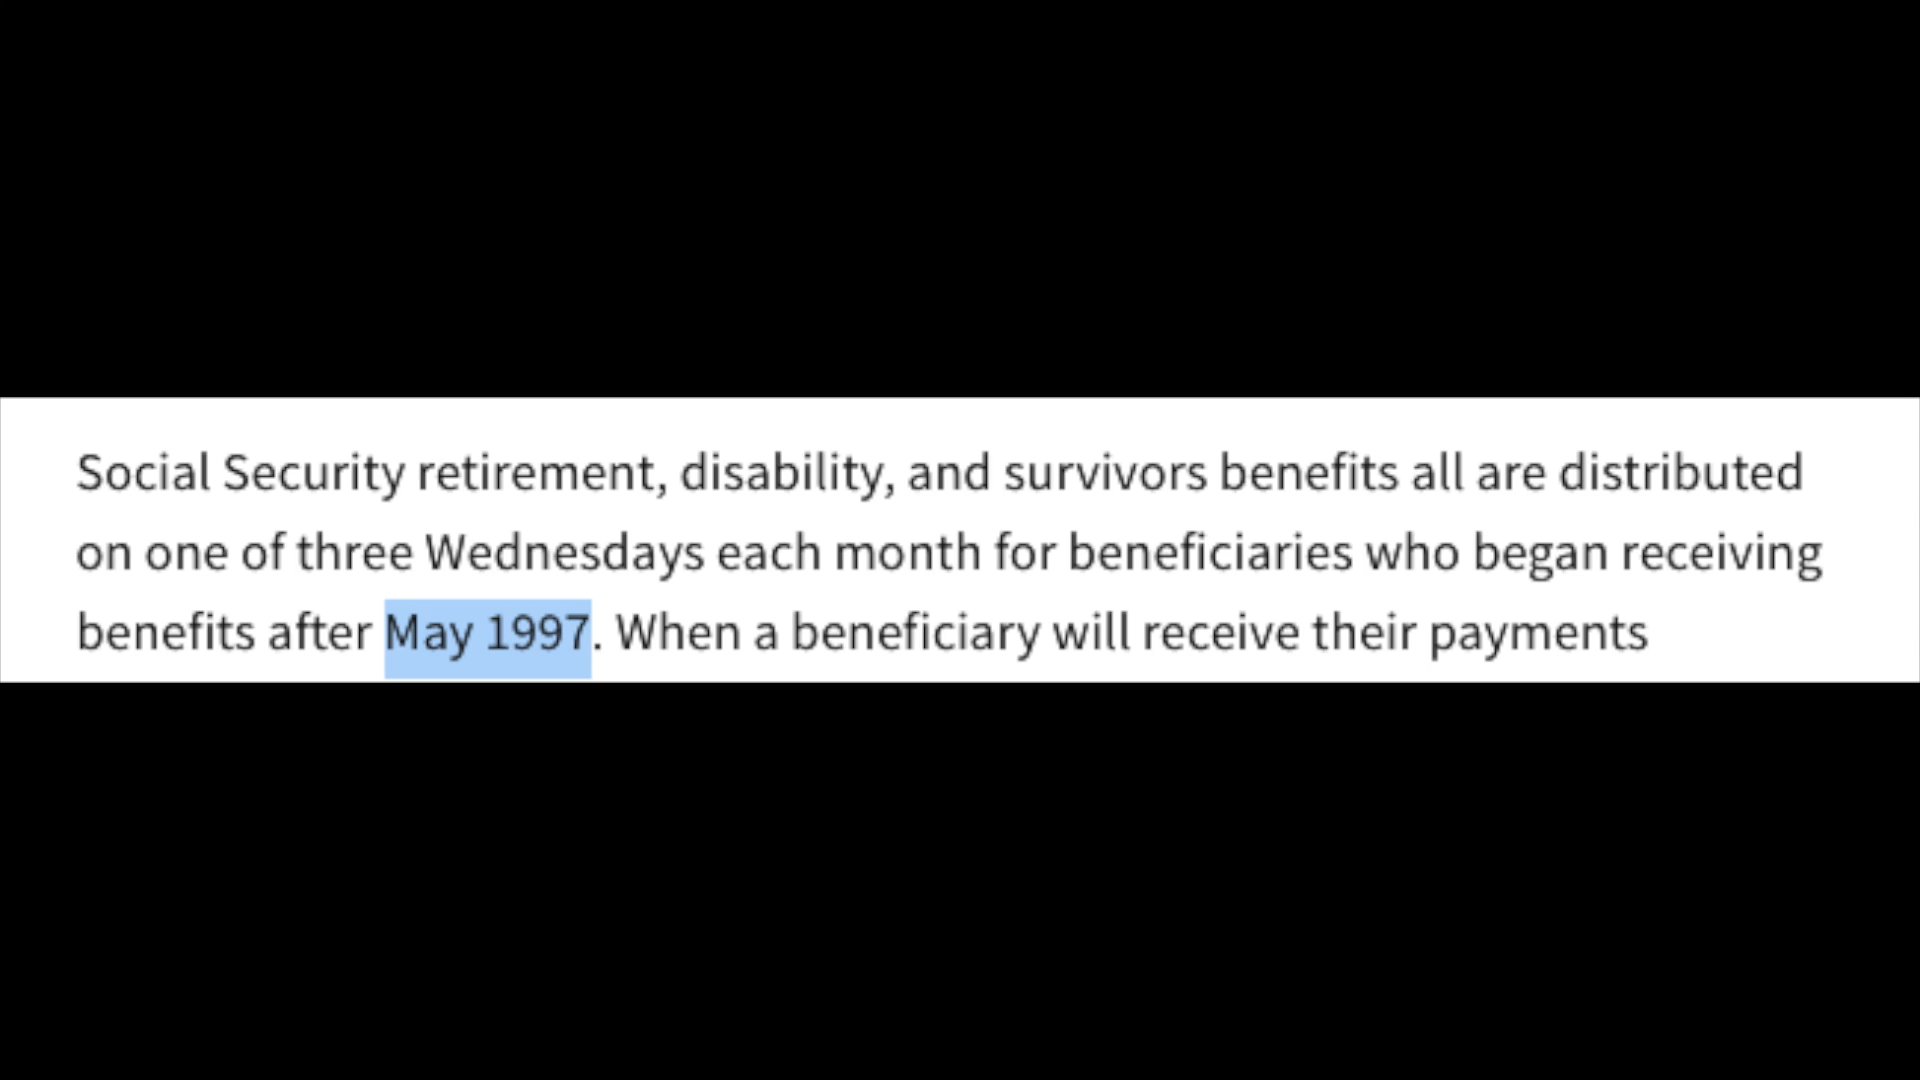 Social Security retirement, disability, and survivors benefits all are distributed
on one of three Wednesdays each month for beneficiaries who began receiving
benefits after May 1997. When a beneficiary will receive their payments